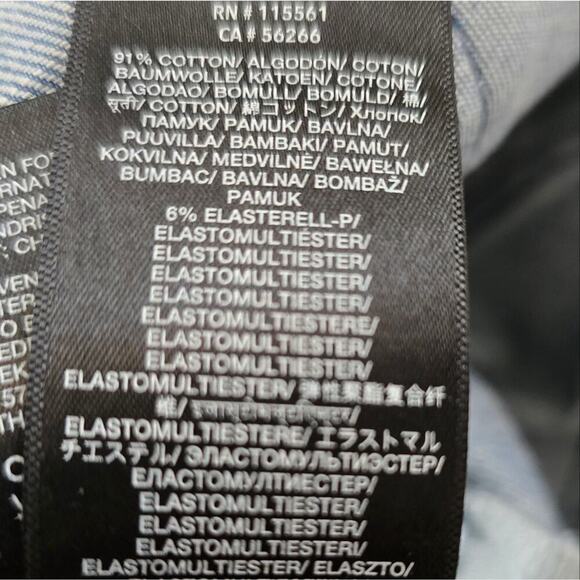 RN # 115561
CA # 56266
91% COTTON/ ALGODÓN/ COTON/
BAUMWOLLE/ KATOEN/ COTONE/
ALGODAO/ BOMULL/ BOMULD/ 棉/
सूती/ COTTON/ 綿コットン/ Хлопок/
ПАМУК/ PAMUK/ BAVLNA/
PUUVILLA/ BAMBAKI/ PAMUT/
KOKVILNA/ MEDVILNĖ/ BAWEŁNA/
BUMBAC/ BAVLNA/ BOMBAŽ/
PAMUK
6% ELASTERELL-P/
ELASTOMULTIÉSTER/
ELASTOMULTIESTER/
ELASTOMULTIESTER/
ELASTOMULTIESTER/
ELASTOMULTIESTERE/
ELASTOMULTIESTER/
ELASTOMULTIESTER/
ELASTOMULTIESTER/ 弹性聚酯复合纤
维/
ELASTOMULTIESTERE/ エラストマル
チエステル/ ЭЛАСТОМУЛЬТИЭСТЕР/
ЕЛАСТОМУЛТИЕСТЕР/
ELASTOMULTIESTER/
ELASTOMULTIESTER/
ELASTOMULTIESTER/ ELASZTO/